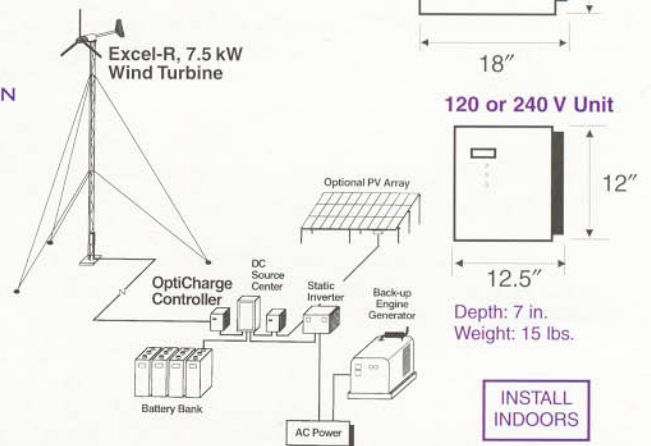 N
Excel-R, 7.5 kW
Wind Turbine
18"
120 or 240 V Unit
12"
12.5"
Depth: 7 in.
Weight: 15 lbs.
INSTALL
INDOORS
Optional PV Array
OptiCharge
Controller
DC
Source
Center
Static
Inverter
Back-up
Engine
Generator
Battery Bank
AC Power